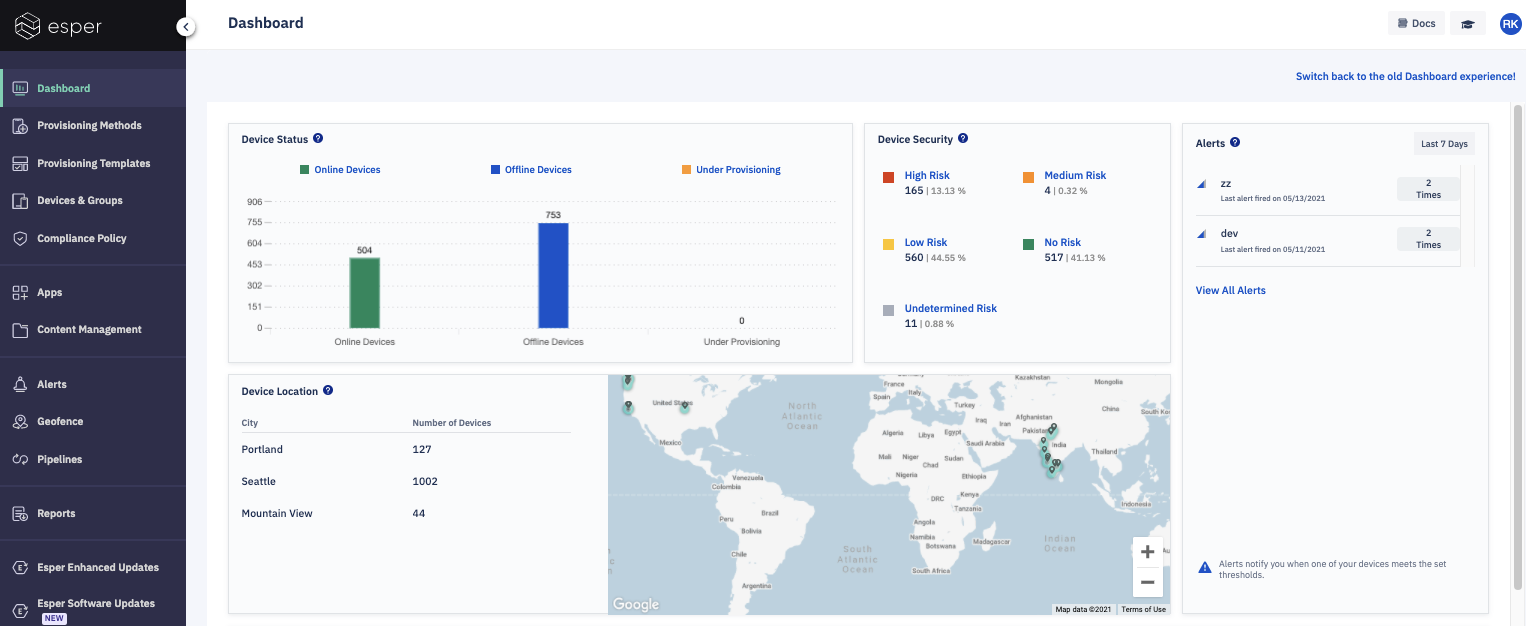 esper
Dashboard
Docs
RK
Switch back to the old Dashboard experience!
Dashboard
Provisioning Methods
Provisioning Templates
Devices & Groups
Compliance Policy
Apps
Content Management
Alerts
Geofence
Pipelines
Reports
Esper Enhanced Updates
Esper Software Updates
NEW
Device Status
Online Devices
Offline Devices
Under Provisioning
906
755
604
453
302
151
0
504
753
0
Online Devices
Offline Devices
Under Provisioning
Device Security
High Risk
165 | 13.13 %
Medium Risk
4 | 0.32 %
Low Risk
560 | 44.55 %
No Risk
517 | 41.13 %
Undetermined Risk
11 | 0.88 %
Alerts
Last 7 Days
zz
Last alert fired on 05/13/2021
2
Times
dev
Last alert fired on 05/11/2021
2
Times
View All Alerts
Alerts notify you when one of your devices meets the set
thresholds.
Device Location
City Number of Devices
Portland 127
Seattle 1002
Mountain View 44
France
Kazakhstan
Mongolia
Spain
Italy
Turkey
China
United States
North
Atlantic
Ocean
Iraq
Iran
Afghanistan
Pakistan
Algeria
Libya
Egypt
Saudi Arabia
India
Mexico
Mali
Niger
Chad
Sudan
Thailand
Nigeria
Ethiopia
Venezuela
Colombia
DRC
Kenya
Tanzania
Indonesia
Peru
Brazil
Bolivia
Angola
Namibia
Botswana
Madagascar
Indian
Ocean
Chile
South
Atlantic
Ocean
South Africa
Argentina
Google
Map data ©2021
Terms of Use